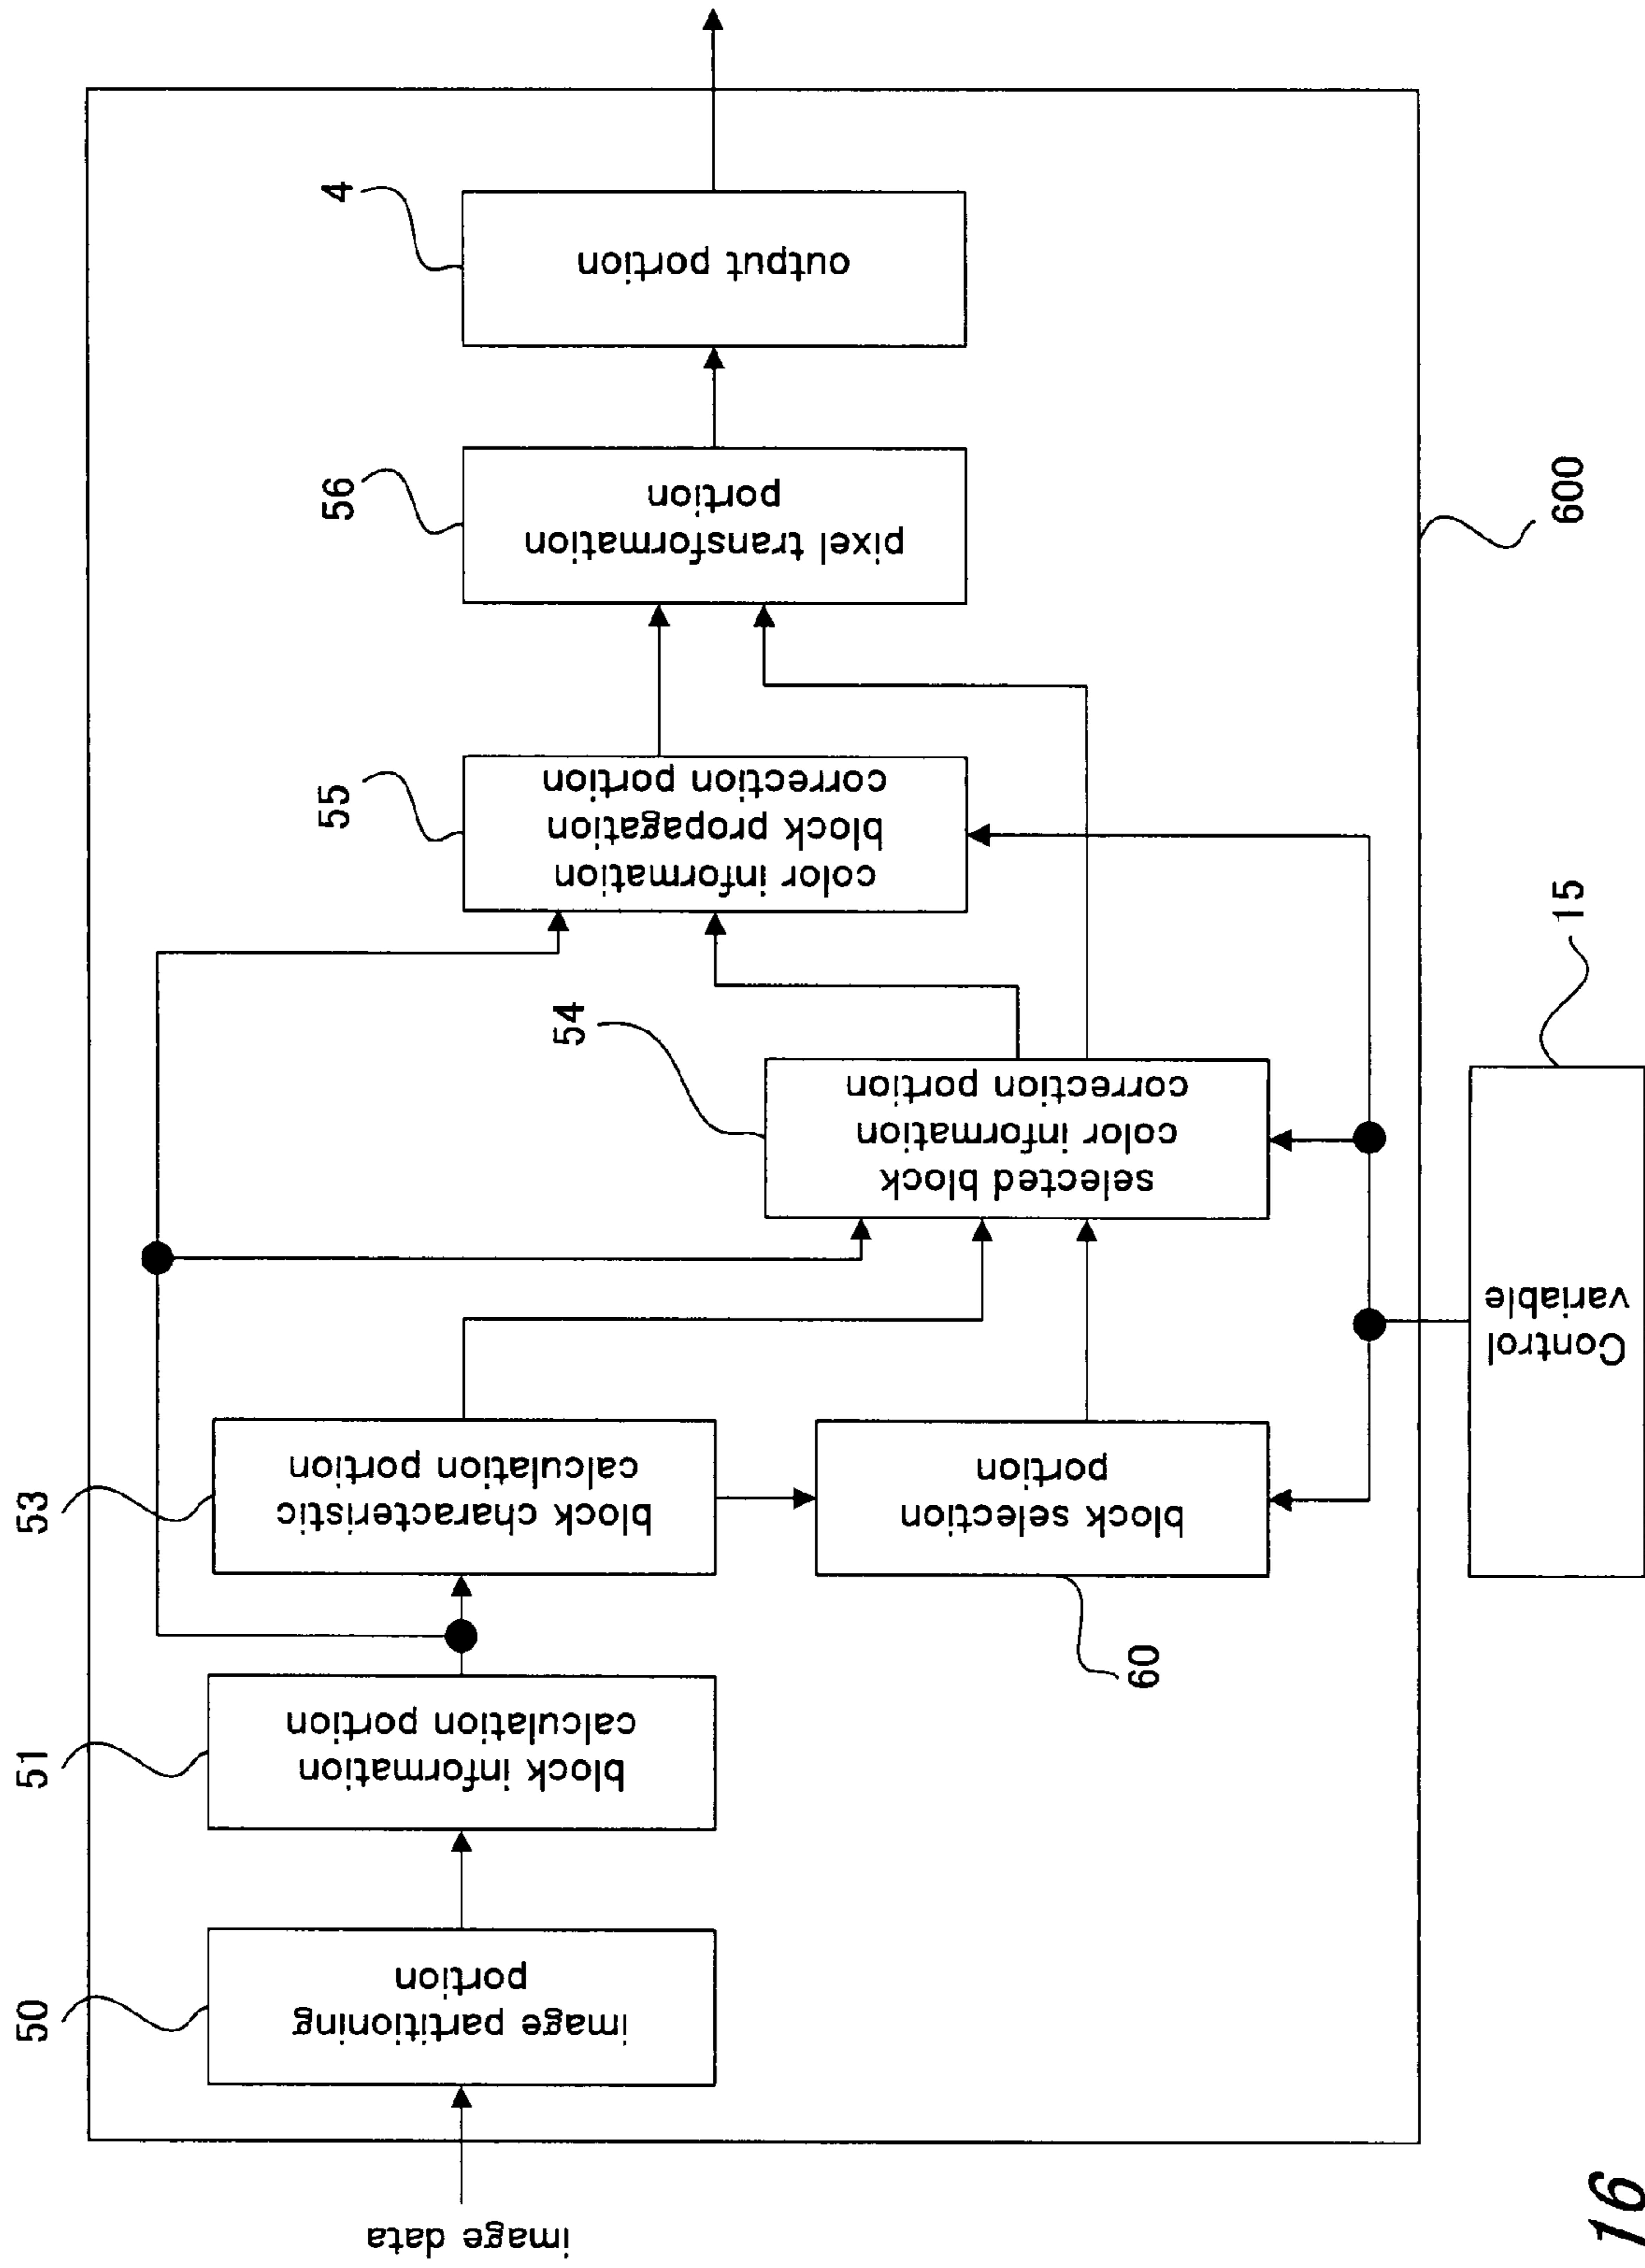 image data
50
image partitioning
portion
51
block information
calculation portion
53
block characteristic
calculation portion
60
block selection
portion
54
selected block
color information
correction portion
55
color information
block propagation
correction portion
56
pixel transformation
portion
4
output portion
15
Control
variable
600
16